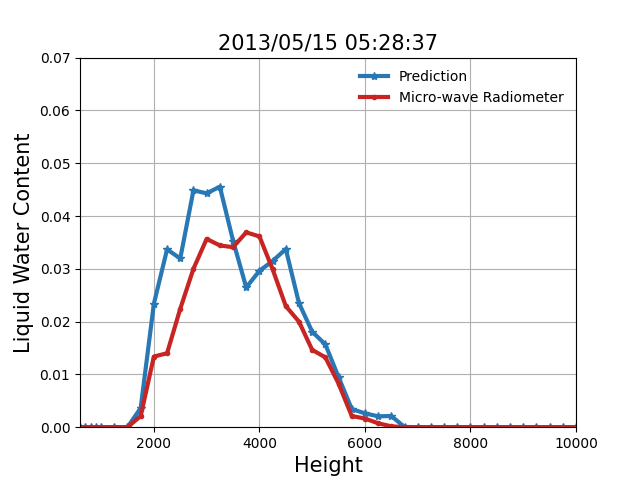 2013/05/15 05:28:37
Prediction
Micro-wave Radiometer
Liquid Water Content
0.07
0.06
0.05
0.04
0.03
0.02
0.01
0.00
2000 4000 6000 8000 10000
Height